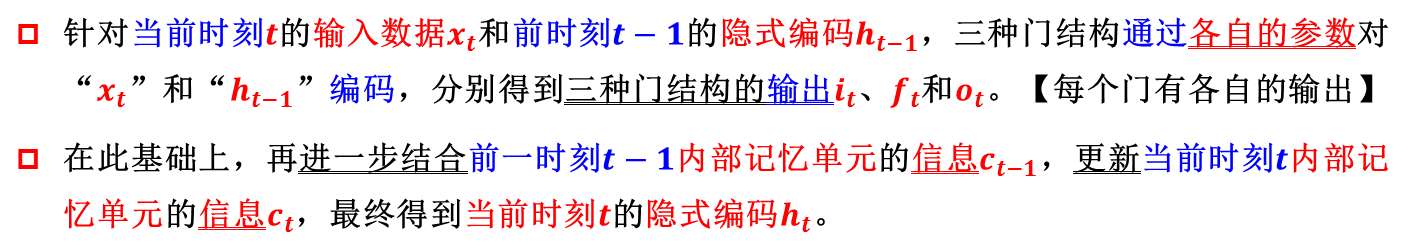 针对当前时刻t的输入数据xₜ和前时刻t − 1的隐式编码hₜ₋₁，三种门结构通过各自的参数对
“xₜ”和“hₜ₋₁”编码，分别得到三种门结构的输出iₜ、fₜ和oₜ。【每个门有各自的输出】
在此基础上，再进一步结合前一时刻t − 1内部记忆单元的信息cₜ₋₁，更新当前时刻t内部记
忆单元的信息cₜ，最终得到当前时刻t的隐式编码hₜ。